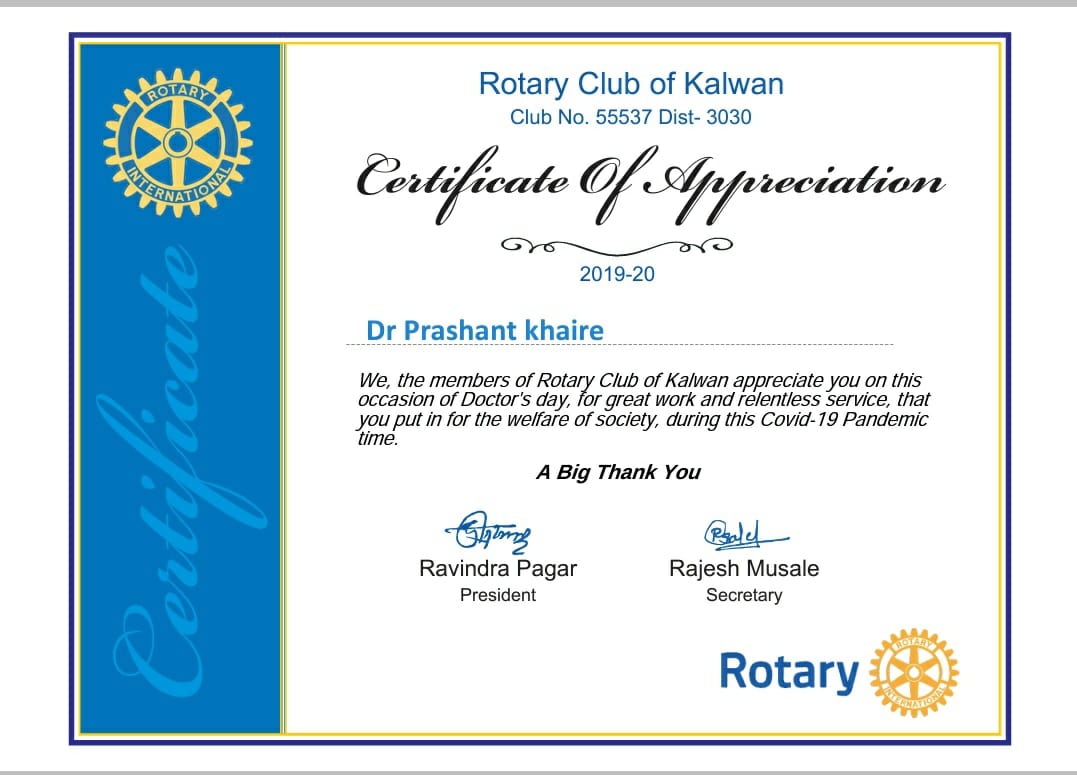 ROTARY
INTERNATIONAL
Certificate
Rotary Club of Kalwan
Club No. 55537 Dist- 3030
Certificate Of Appreciation
2019-20
Dr Prashant khaire
We, the members of Rotary Club of Kalwan appreciate you on this
occasion of Doctor's day, for great work and relentless service, that
you put in for the welfare of society, during this Covid-19 Pandemic
time.
A Big Thank You
Ravindra Pagar
President
Rajesh Musale
Secretary
Rotary
ROTARY
INTERNATIONAL